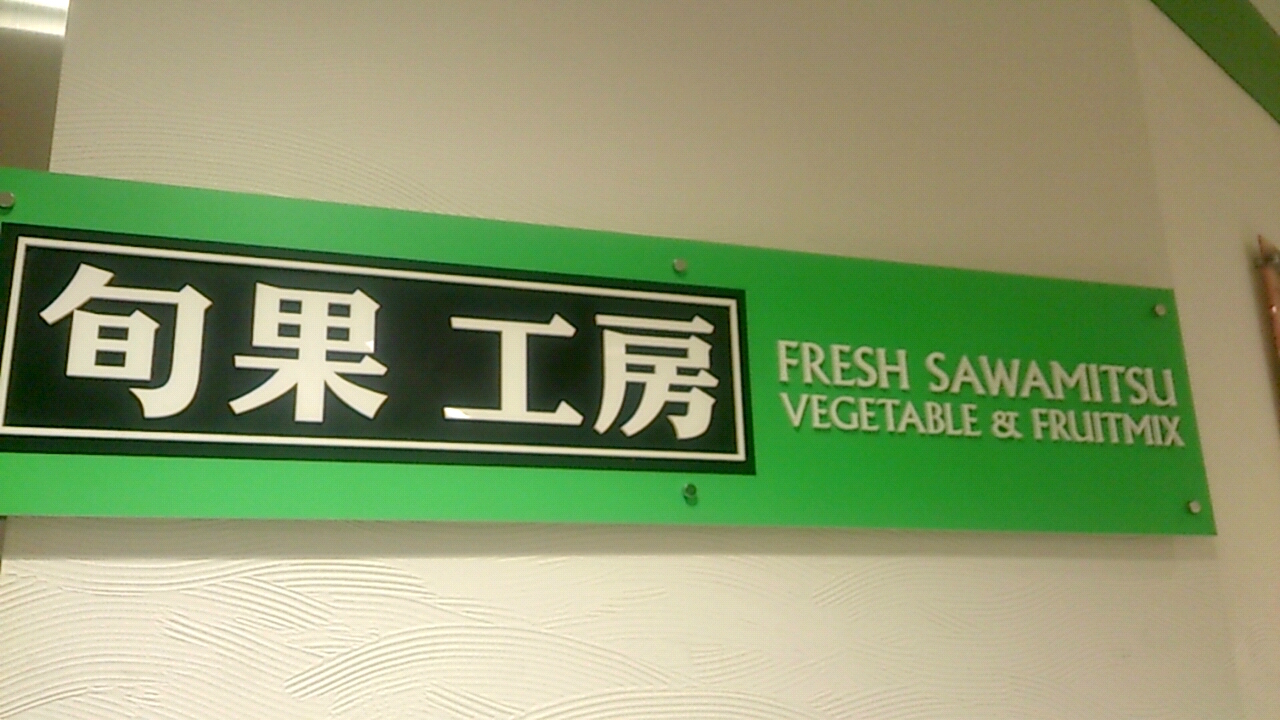 旬果 工房
FRESH SAWAMITSU
VEGETABLE & FRUITMIX